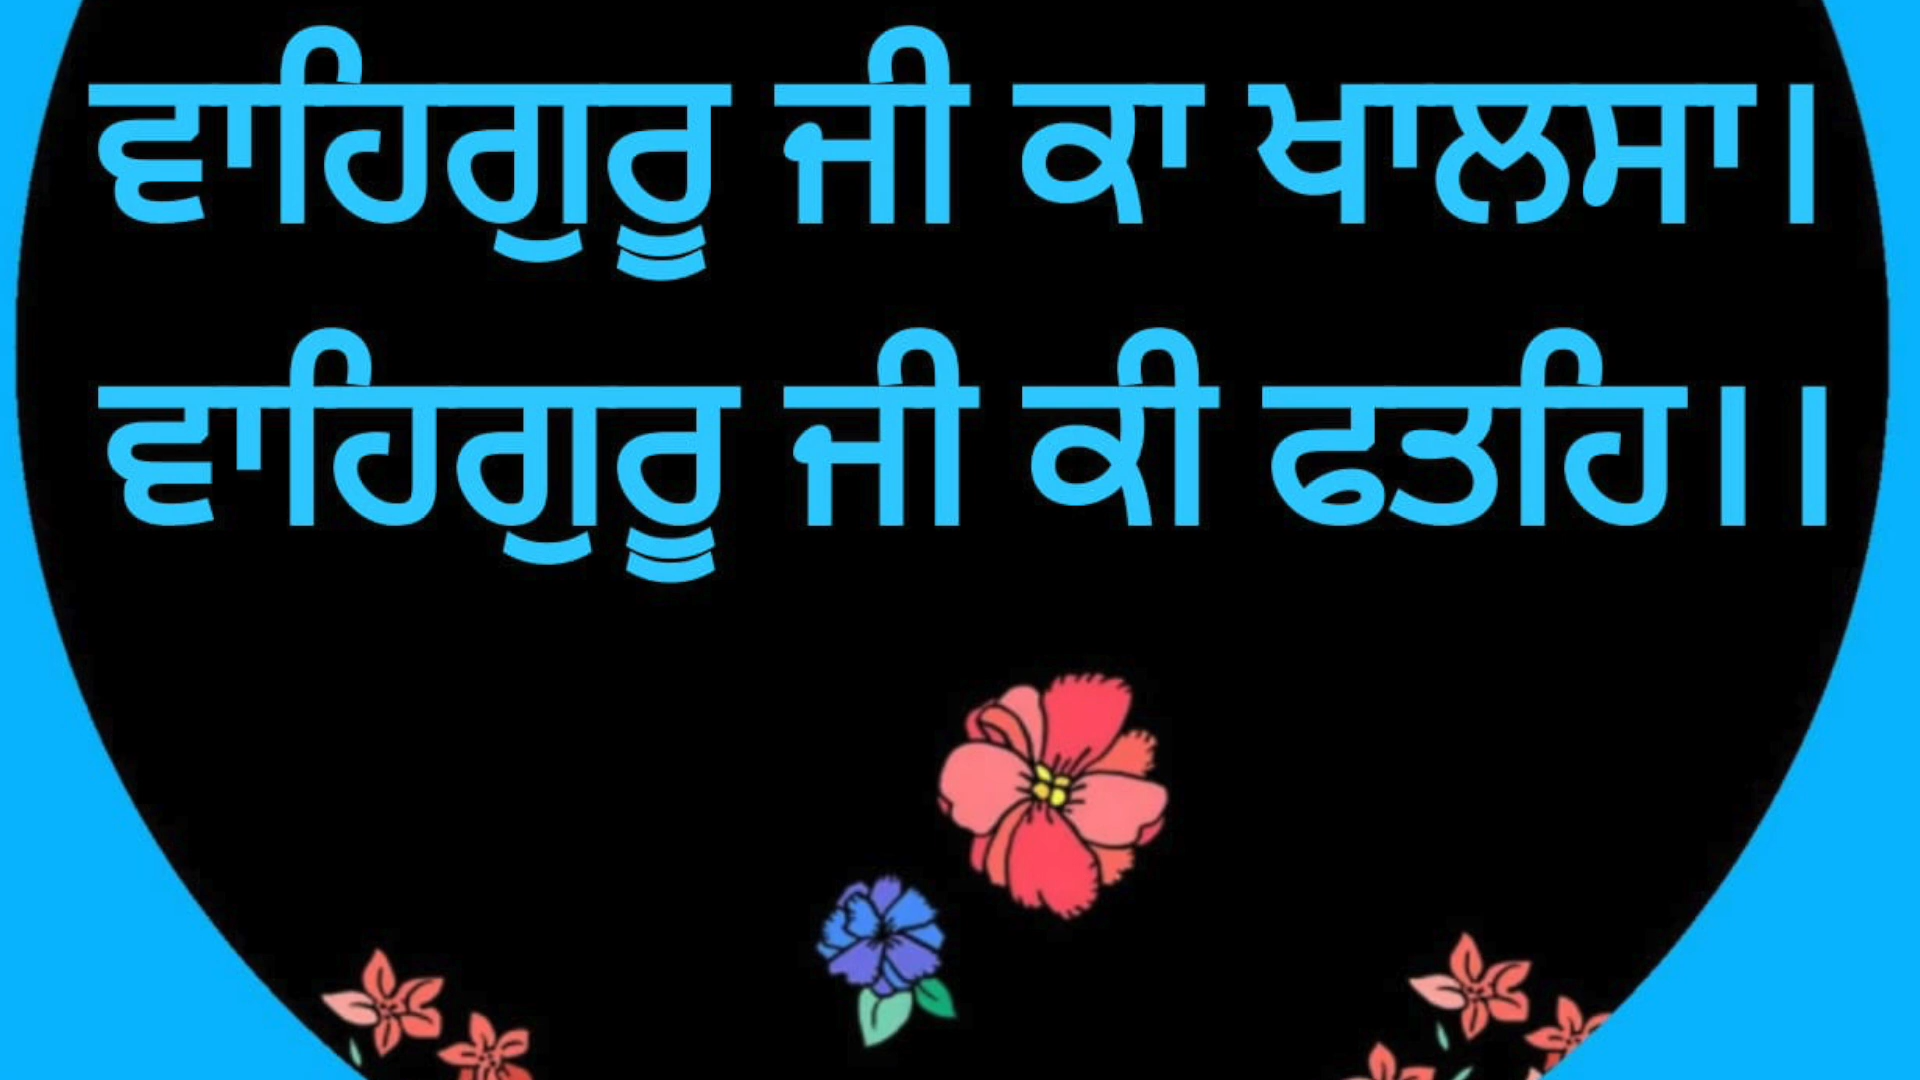 ਵਾਹਿਗੁਰੂ ਜੀ ਕਾ ਖਾਲਸਾ।
ਵਾਹਿਗੁਰੂ ਜੀ ਕੀ ਫਤਹਿ।।